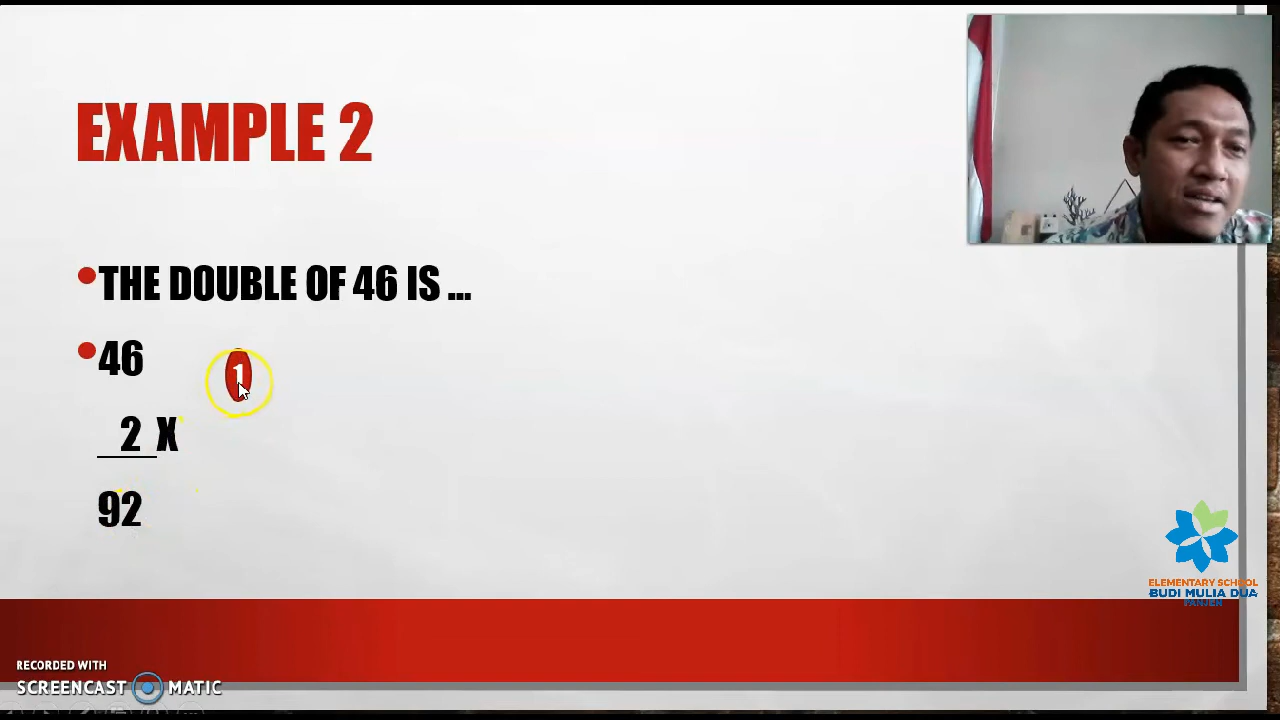 EXAMPLE 2
THE DOUBLE OF 46 IS ...
46
1
2 X
92
ELEMENTARY SCHOOL
BUDI MULIA DUA
PANJEN
RECORDED WITH
SCREENCAST MATIC